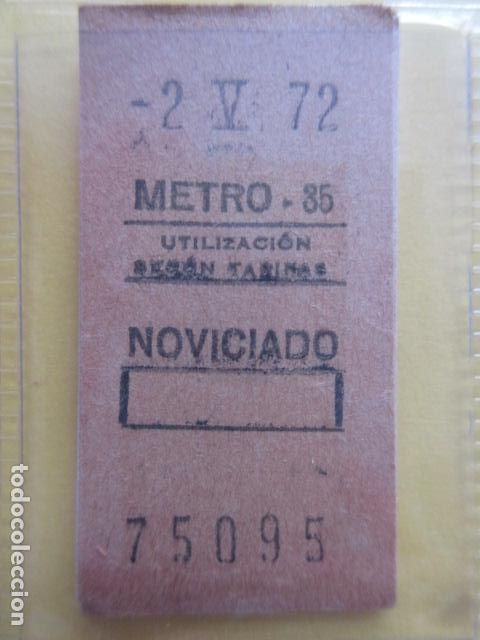 -2 V 72
METRO - 35
UTILIZACIÓN
SEGÚN TARIFAS
NOVICIADO
75095
todocoleccion